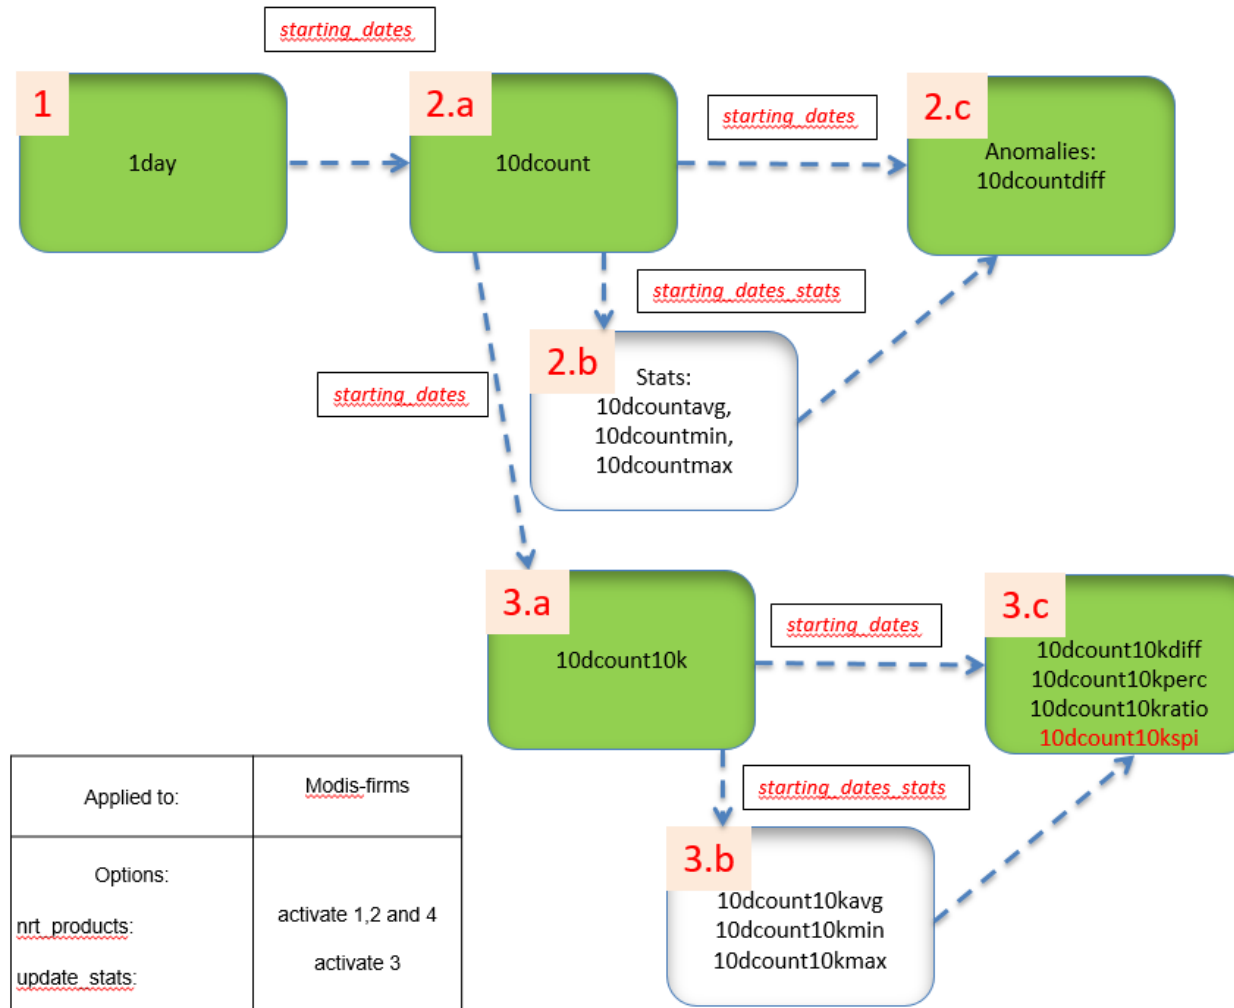 starting_dates
1
1day
2.a
10dcount
starting_dates
2.c
Anomalies:
10dcountdiff
starting_dates_stats
2.b
Stats:
10dcountavg,
10dcountmin,
10dcountmax
starting_dates
3.a
10dcount10k
starting_dates
3.c
10dcount10kdiff
10dcount10kperc
10dcount10kratio
10dcount10kspi
starting_dates_stats
3.b
10dcount10kavg
10dcount10kmin
10dcount10kmax
Applied to:
Modis-firms
Options:
nrt_products:
activate 1,2 and 4
update_stats:
activate 3